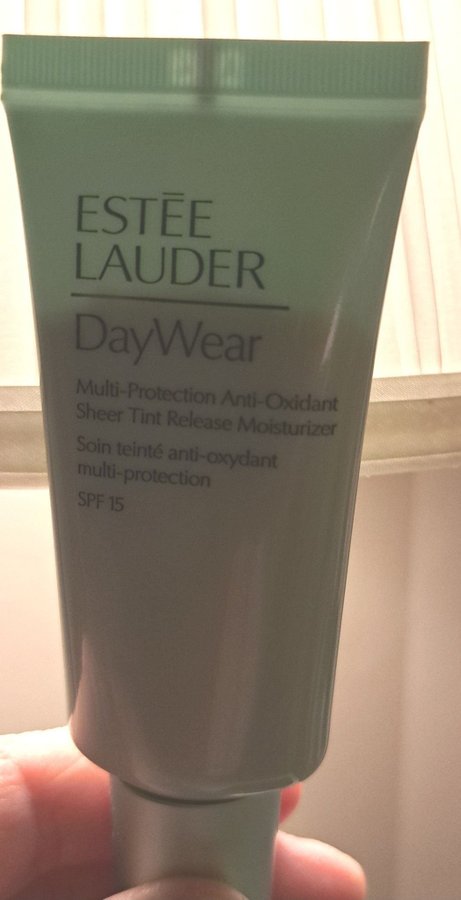 ESTĒE
LAUDER
DayWear
Multi-Protection Anti-Oxidant
Sheer Tint Release Moisturizer
Soin teinté anti-oxydant
multi-protection
SPF 15